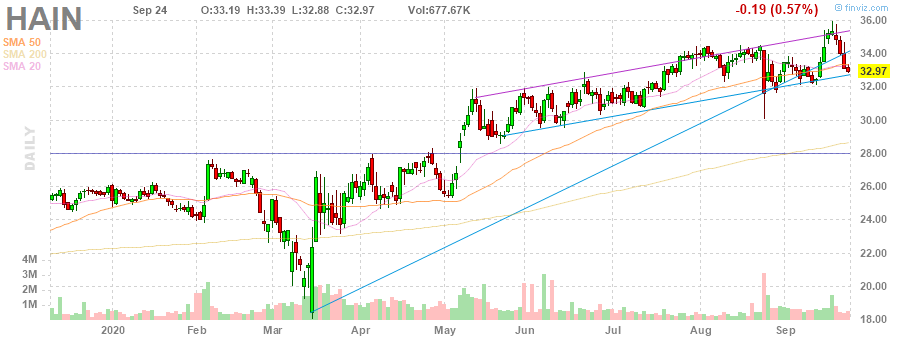 HAIN Sep 24 O:33.19 H:33.39 L:32.88 C:32.97 Vol:677.67K -0.19 (0.57%) finviz.com
SMA 50
SMA 200
SMA 20
DAILY
36.00
34.00
32.97
32.00
30.00
28.00
26.00
24.00
22.00
20.00
18.00
4M
3M
2M
1M
2020 Feb Mar Apr May Jun Jul Aug Sep